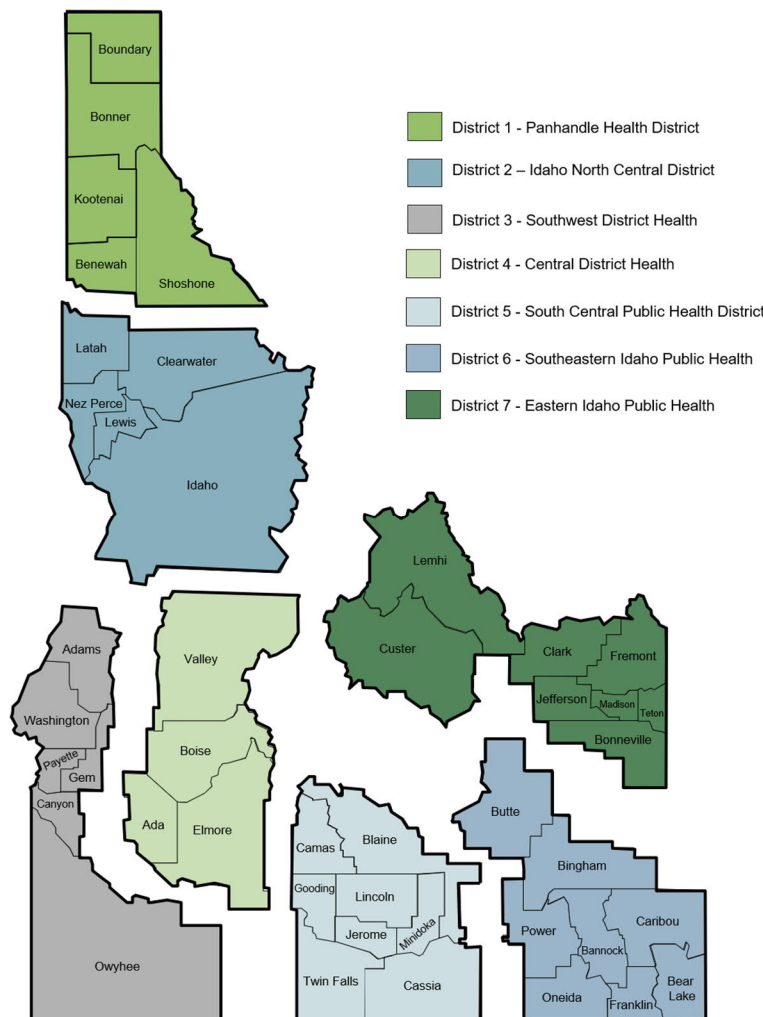 Boundary
Bonner
Kootenai
Benewah
Shoshone
District 1 - Panhandle Health District
District 2 – Idaho North Central District
District 3 - Southwest District Health
District 4 - Central District Health
District 5 - South Central Public Health District
District 6 - Southeastern Idaho Public Health
District 7 - Eastern Idaho Public Health
Latah
Clearwater
Nez Perce
Lewis
Idaho
Lemhi
Custer
Clark
Fremont
Jefferson
Madison
Teton
Bonneville
Adams
Washington
Payette
Gem
Canyon
Owyhee
Valley
Boise
Ada
Elmore
Camas
Blaine
Gooding
Lincoln
Jerome
Minidoka
Twin Falls
Cassia
Butte
Bingham
Power
Caribou
Bannock
Oneida
Franklin
Bear
Lake